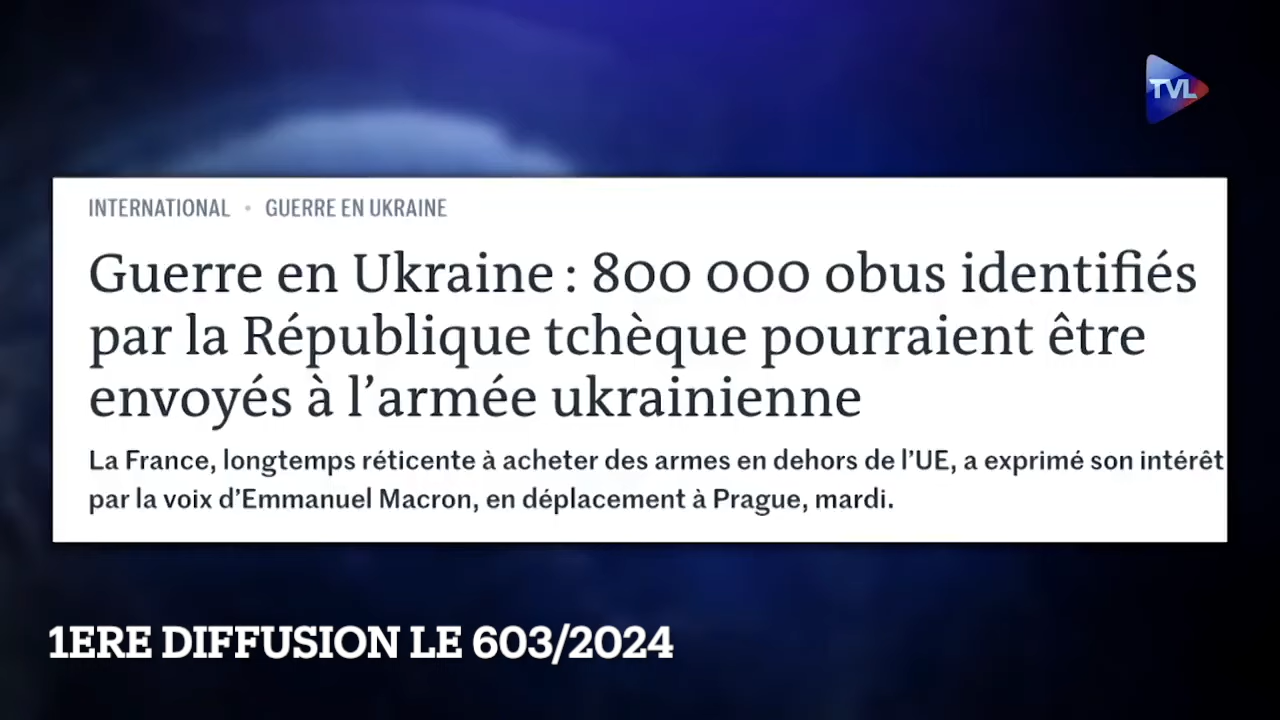 TVL
INTERNATIONAL • GUERRE EN UKRAINE
Guerre en Ukraine : 800 000 obus identifiés
par la République tchèque pourraient être
envoyés à l’armée ukrainienne
La France, longtemps réticente à acheter des armes en dehors de l’UE, a exprimé son intérêt
par la voix d’Emmanuel Macron, en déplacement à Prague, mardi.
1ERE DIFFUSION LE 603/2024